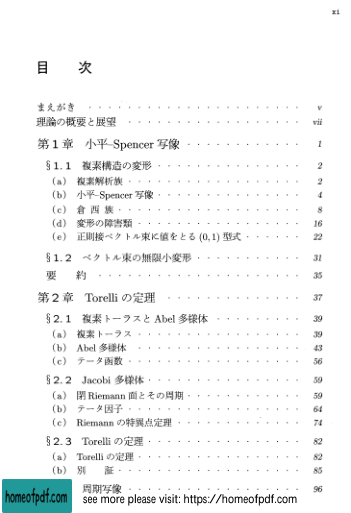 xi
目 次
まえがき ‥‥‥‥‥‥‥‥‥‥ v
理論の概要と展望 ‥‥‥‥‥‥‥‥‥‥ vii
第1章 小平–Spencer 写像 ‥‥‥‥‥‥‥‥‥‥ 1
§1.1 複素構造の変形 ‥‥‥‥‥‥‥‥‥‥ 2
(a) 複素解析族 ‥‥‥‥‥‥‥‥‥‥ 2
(b) 小平–Spencer 写像 ‥‥‥‥‥‥‥‥‥‥ 4
(c) 倉 西 族 ‥‥‥‥‥‥‥‥‥‥ 8
(d) 変形の障害類 ‥‥‥‥‥‥‥‥‥‥ 16
(e) 正則接ベクトル束に値をとる (0, 1) 型式 ‥‥‥‥‥‥ 22
§1.2 ベクトル束の無限小変形 ‥‥‥‥‥‥‥‥‥‥ 31
要 約 ‥‥‥‥‥‥‥‥‥‥ 35
第2章 Torelli の定理 ‥‥‥‥‥‥‥‥‥‥ 37
§2.1 複素トーラスと Abel 多様体 ‥‥‥‥‥‥‥‥‥‥ 39
(a) 複素トーラス ‥‥‥‥‥‥‥‥‥‥ 39
(b) Abel 多様体 ‥‥‥‥‥‥‥‥‥‥ 43
(c) テータ函数 ‥‥‥‥‥‥‥‥‥‥ 56
§2.2 Jacobi 多様体 ‥‥‥‥‥‥‥‥‥‥ 59
(a) 閉 Riemann 面とその周期 ‥‥‥‥‥‥‥‥‥‥ 59
(b) テータ因子 ‥‥‥‥‥‥‥‥‥‥ 64
(c) Riemann の特異点定理 ‥‥‥‥‥‥‥‥‥‥ 74
§2.3 Torelli の定理 ‥‥‥‥‥‥‥‥‥‥ 82
(a) Torelli の定理 ‥‥‥‥‥‥‥‥‥‥ 82
(b) 別 証 ‥‥‥‥‥‥‥‥‥‥ 85
周期写像 ‥‥‥‥‥‥‥‥‥‥ 96
homeofpdf.com
see more please visit: https://homeofpdf.com